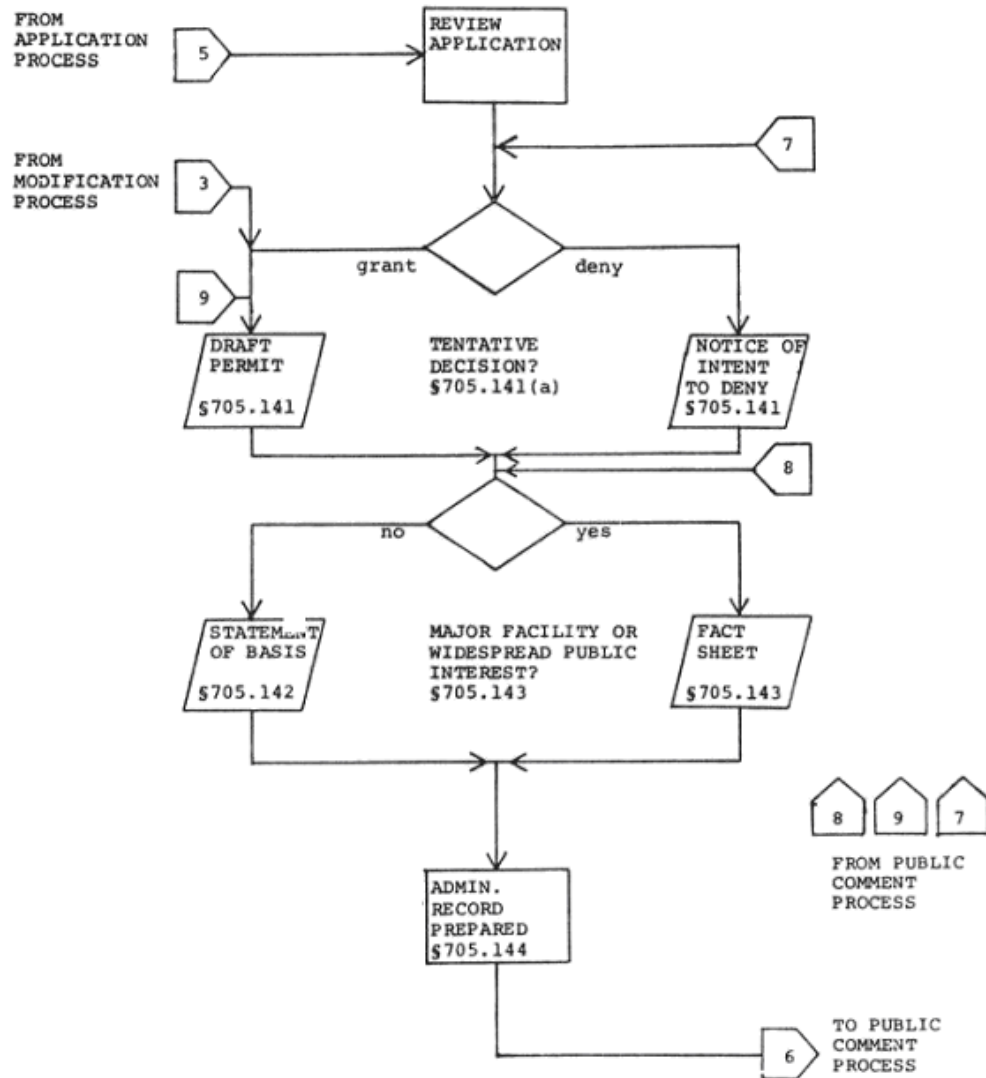 FROM
APPLICATION
PROCESS
5
REVIEW
APPLICATION
7
FROM
MODIFICATION
PROCESS
3
grant
deny
9
DRAFT
PERMIT
§705.141
TENTATIVE
DECISION?
§705.141(a)
NOTICE OF
INTENT
TO DENY
§705.141
8
no
yes
STATEMENT
OF BASIS
§705.142
MAJOR FACILITY OR
WIDESPREAD PUBLIC
INTEREST?
§705.143
FACT
SHEET
§705.143
8 9 7
FROM PUBLIC
COMMENT
PROCESS
ADMIN.
RECORD
PREPARED
§705.144
6
TO PUBLIC
COMMENT
PROCESS